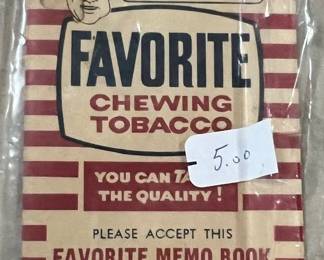 FAVORITE
CHEWING
TOBACCO
5.00
YOU CAN
THE QUALITY!
PLEASE ACCEPT THIS
FAVORITE MEMO BOOK